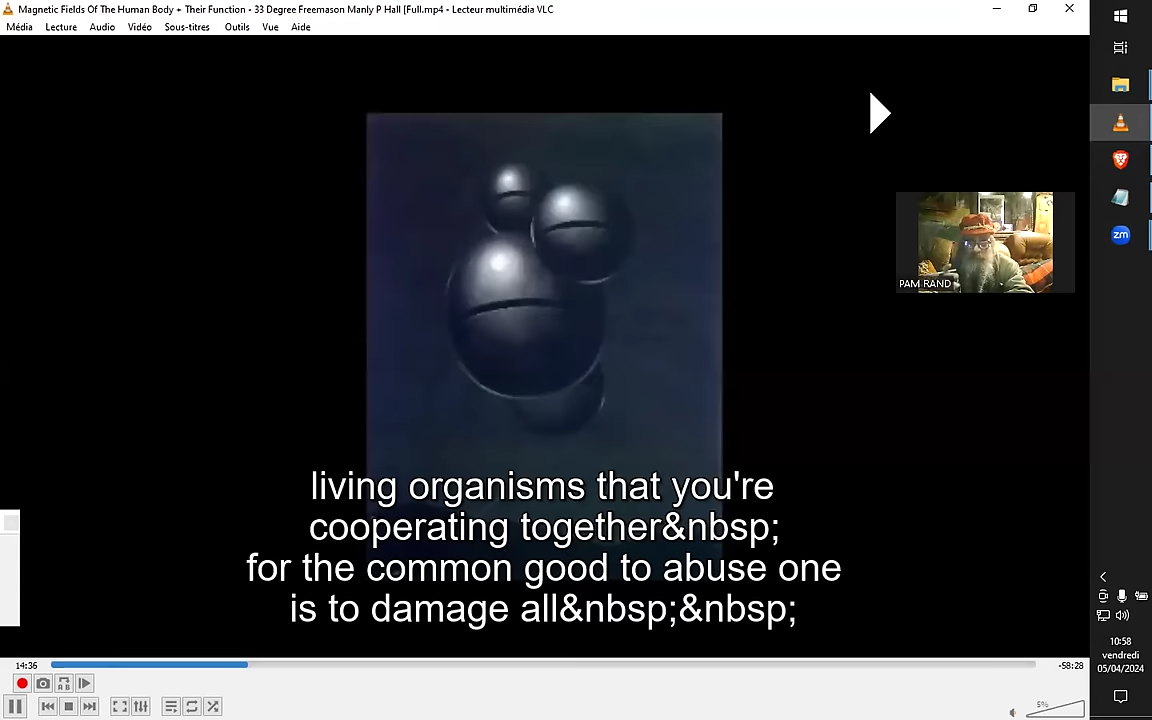 Magnetic Fields Of The Human Body + Their Function - 33 Degree Freemason Manly P Hall [Full.mp4 - Lecteur multimédia VLC
Média Lecture Audio Vidéo Sous-titres Outils Vue Aide
PAM RAND
living organisms that you're
cooperating together&nbsp;
for the common good to abuse one
is to damage all&nbsp;&nbsp;
zm
14:36
-58:28
5%
10:58
vendredi
05/04/2024